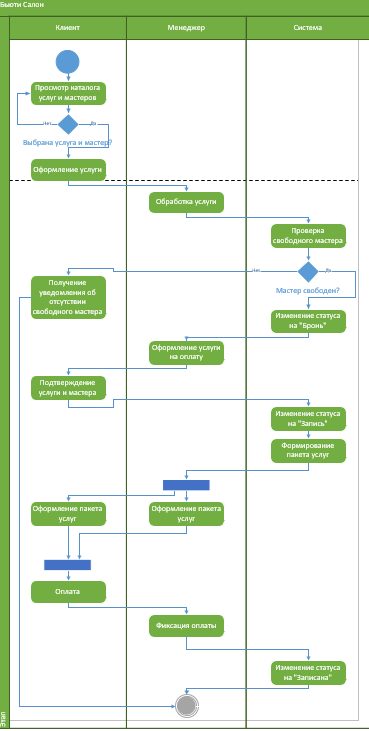 Бьюти Салон
Клиент
Менеджер
Система
Просмотр каталога
услуг и мастеров
Нет
Да
Выбрана услуга и мастер?
Оформление услуги
Обработка услуги
Проверка
свободного мастера
Нет
Да
Мастер свободен?
Получение
уведомления об
отсутствии
свободного мастера
Изменение статуса
на "Бронь"
Оформление услуги
на оплату
Подтверждение
услуги и мастера
Изменение статуса
на "Запись"
Формирование
пакета услуг
Оформление пакета
услуг
Оформление пакета
услуг
Оплата
Фиксация оплаты
Изменение статуса
на "Записана"
Этап